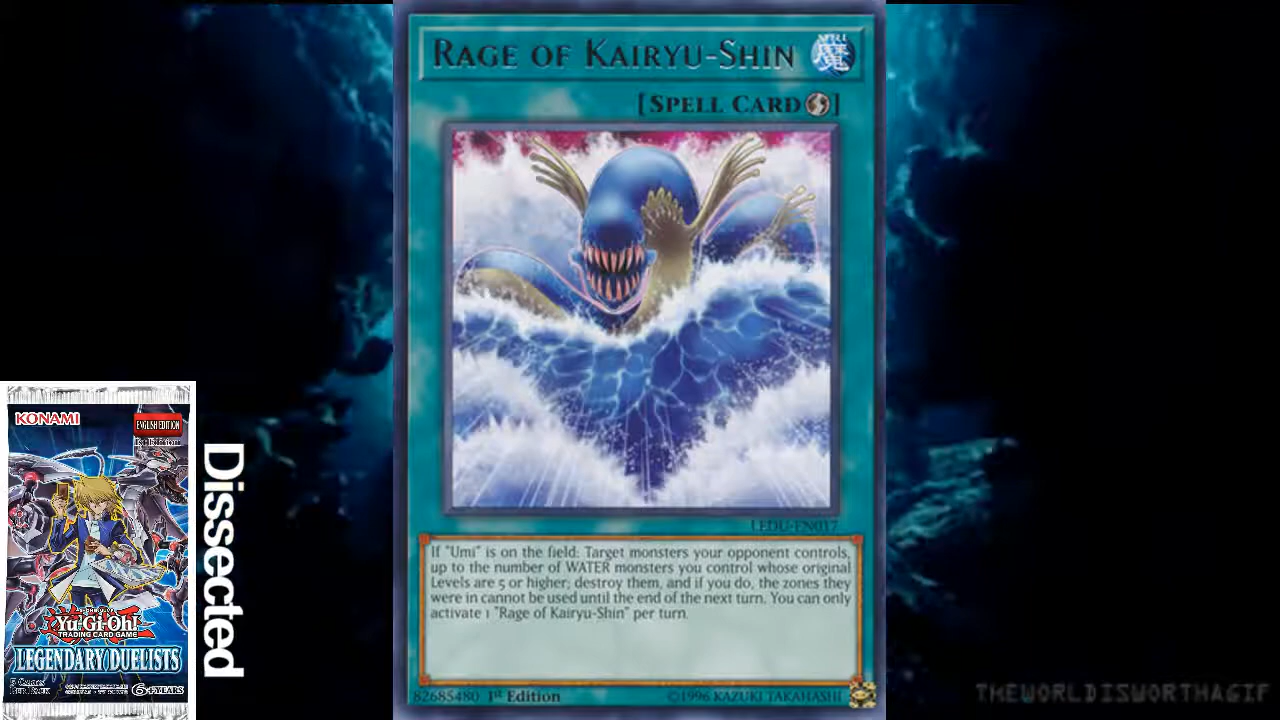 RAGE OF KAIRYU-SHIN
魔
[SPELL CARD]
LEDU-EN017
If "Umi" is on the field: Target monsters your opponent controls,
up to the number of WATER monsters you control whose original
Levels are 5 or higher; destroy them, and if you do, the zones they
were in cannot be used until the end of the next turn. You can only
activate 1 "Rage of Kairyu-Shin" per turn.
82685480 1st Edition
©1996 KAZUKI TAKAHASHI
KONAMI
ENGLISH EDITION
Yu-Gi-Oh!
TRADING CARD GAME
LEGENDARY DUELISTS
6+ YEARS
Dissected
THEWORLDISWORTHAGIF